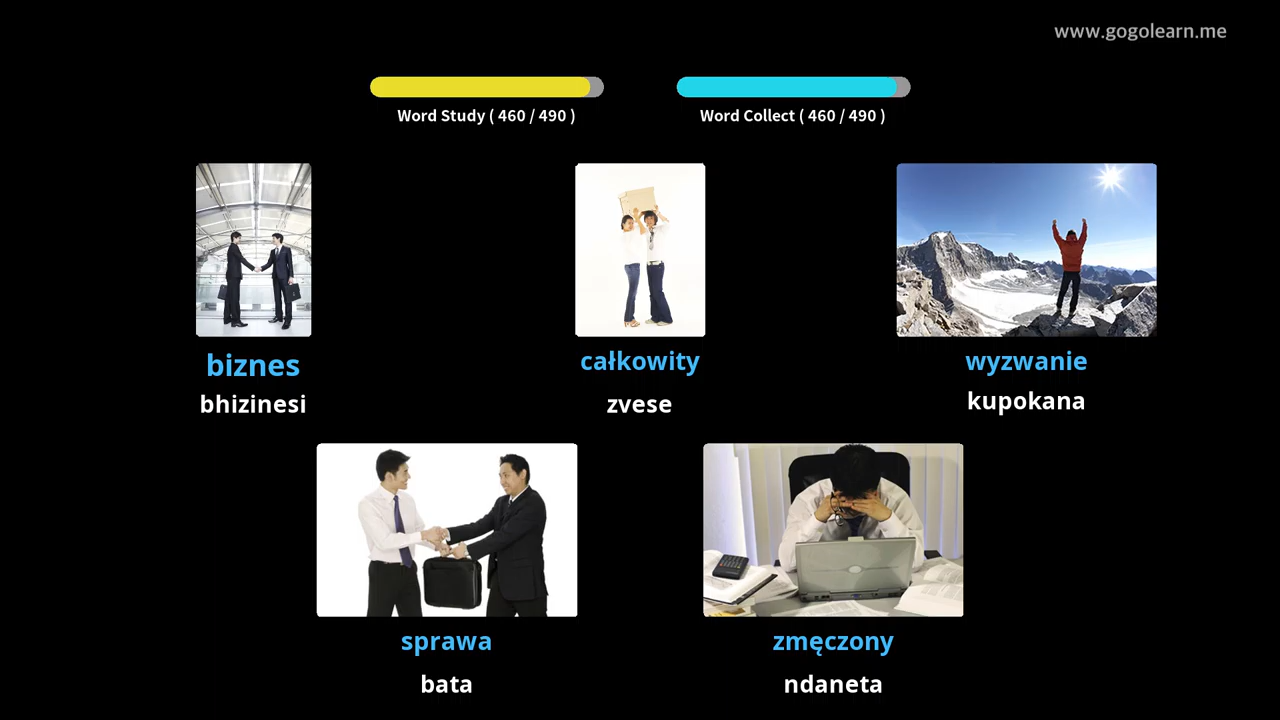 www.gogolearn.me
Word Study ( 460 / 490 )
Word Collect ( 460 / 490 )
biznes
bhizinesi
całkowity
zvese
wyzwanie
kupokana
sprawa
bata
zmęczony
ndaneta